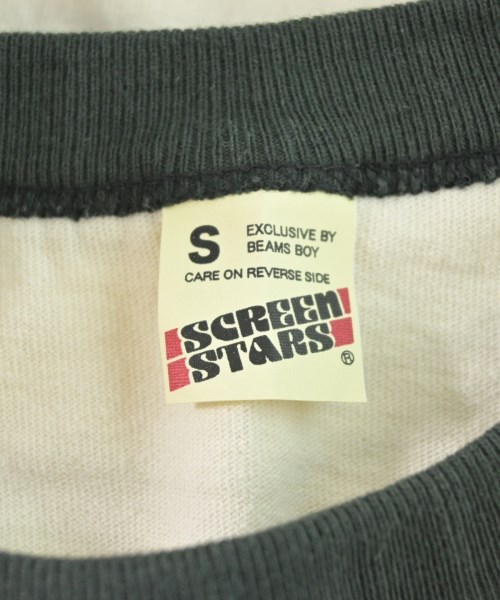 S EXCLUSIVE BY
BEAMS BOY
CARE ON REVERSE SIDE
SCREEN
STARS®